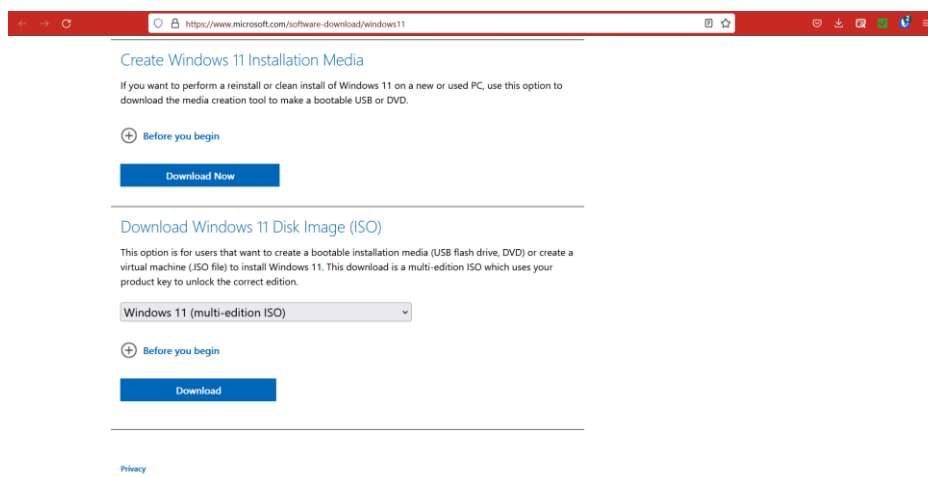 https://www.microsoft.com/software-download/windows11
2
Create Windows 11 Installation Media
If you want to perform a reinstall or clean install of Windows 11 on a new or used PC, use this option to
download the media creation tool to make a bootable USB or DVD.
Before you begin
Download Now
Download Windows 11 Disk Image (ISO)
This option is for users that want to create a bootable installation media (USB flash drive, DVD) or create a
virtual machine (.ISO file) to install Windows 11. This download is a multi-edition ISO which uses your
product key to unlock the correct edition.
Windows 11 (multi-edition ISO)
Before you begin
Download
Privacy